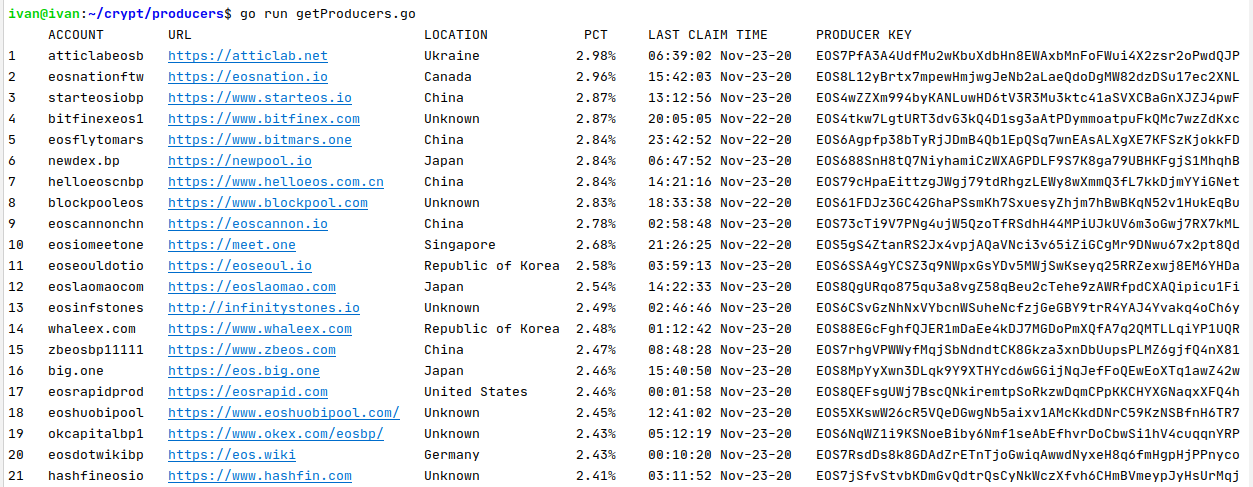 ivan@ivan:~/crypt/producers$ go run getProducers.go
ACCOUNT URL LOCATION PCT LAST CLAIM TIME PRODUCER KEY
1 atticlabeosb https://atticlab.net Ukraine 2.98% 06:39:02 Nov-23-20 EOS7PfA3A4UdfMu2wKbuXdbHn8EWAxbMnFoFWui4X2zsr2oPwdQJP
2 eosnationftw https://eosnation.io Canada 2.96% 15:42:03 Nov-23-20 EOS8L12yBrtx7mpewHmjwgJeNb2aLaeQdoDgMW82dzDSu17ec2XNL
3 starteosiobp https://www.starteos.io China 2.87% 13:12:56 Nov-23-20 EOS4wZZXm994byKANLuwHD6tV3R3Mu3ktc41aSVXCBaGnXJZJ4pwF
4 bitfinexeos1 https://www.bitfinex.com Unknown 2.87% 20:05:05 Nov-22-20 EOS4tkw7LgtURT3dvG3kQ4D1sg3aAtPDymmoatpuFkQMc7wzZdKxc
5 eosflytomars https://www.bitmars.one China 2.84% 23:42:52 Nov-22-20 EOS6Agpfp38bTyRjJDmB4Qb1EpQSq7wnEAsALXgXE7KFSzKjokkFD
6 newdex.bp https://newpool.io Japan 2.84% 06:47:52 Nov-23-20 EOS688SnH8tQ7NiyhamiCzWXAGPDLF9S7K8ga79UBHKFgjS1MhqhB
7 helloeoscnbp https://www.helloeos.com.cn China 2.84% 14:21:16 Nov-23-20 EOS79cHpaEittzgJWgj79tdRhgzLEWy8wXmmQ3fL7kkDjmYYiGNet
8 blockpooleos https://www.blockpool.com Unknown 2.83% 18:33:38 Nov-22-20 EOS61FDJz3GC42GhaPSsmKh7SxuesyZhjm7hBwBKqN52v1HukEqBu
9 eoscannonchn https://eoscannon.io China 2.78% 02:58:48 Nov-23-20 EOS73cTi9V7PNg4ujW5QzoTfRSdhH44MPiUJkUV6m3oGwj7RX7kML
10 eosiomeetone https://meet.one Singapore 2.68% 21:26:25 Nov-22-20 EOS5gS4ZtanRS2Jx4vpjAQaVNci3v65iZiGCgMr9DNwu67x2pt8Qd
11 eoseouldotio https://eoseoul.io Republic of Korea 2.58% 03:59:13 Nov-23-20 EOS6SSA4gYCSZ3q9NWpxGsYDv5MWjSwKseyq25RRZexwj8EM6YHDa
12 eoslaomaocom https://eoslaomao.com Japan 2.54% 14:22:33 Nov-23-20 EOS8QgURqo875qu3a8vgZ58qBeu2cTehe9zAWRfpdCXAQipicu1Fi
13 eosinfstones http://infinitystones.io Unknown 2.49% 02:46:46 Nov-23-20 EOS6CSvGzNhNxVYbcnWSuheNcfzjGeGBY9trR4YAJ4Yvakq4oCh6y
14 whaleex.com https://www.whaleex.com Republic of Korea 2.48% 01:12:42 Nov-23-20 EOS88EGcFghfQJER1mDaEe4kDJ7MGDoPmXQfA7q2QMTLLqiYP1UQR
15 zbeosbp11111 https://www.zbeos.com China 2.47% 08:48:28 Nov-23-20 EOS7rhgVPWWyfMqjSbNdndtCK8Gkza3xnDbUupsPLMZ6gjfQ4nX81
16 big.one https://eos.big.one Japan 2.46% 15:40:50 Nov-23-20 EOS8MpYyXwn3DLqk9Y9XTHYcd6wGGijNqJefFoQEwEoXTq1awZ42w
17 eosrapidprod https://eosrapid.com United States 2.46% 00:01:58 Nov-23-20 EOS8QEFsgUWj7BscQNkiremtpSoRkzwDqmCPpKKCHYXGNaqxXFQ4h
18 eoshuobipool https://www.eoshuobipool.com/ Unknown 2.45% 12:41:02 Nov-23-20 EOS5XKswW26cR5VQeDGwgNb5aixv1AMcKkdDNrC59KzNSBfnH6TR7
19 okcapitalbp1 https://www.okex.com/eosbp/ Unknown 2.43% 05:12:19 Nov-23-20 EOS6NqWZ1i9KSNoeBiby6Nmf1seAbEfhvrDoCbwSi1hV4cuqqnYRP
20 eosdotwikibp https://eos.wiki Germany 2.43% 00:10:20 Nov-23-20 EOS7RsdDs8k8GDAdZrETnTjoGwiqAwwdNyxeH8q6fmHgpHjPPnyco
21 hashfineosio https://www.hashfin.com Unknown 2.41% 03:11:52 Nov-23-20 EOS7jSfvStvbKDmGvQdtrQsCyNkWczXfvh6CHmBVmeypJyHsUrMqj